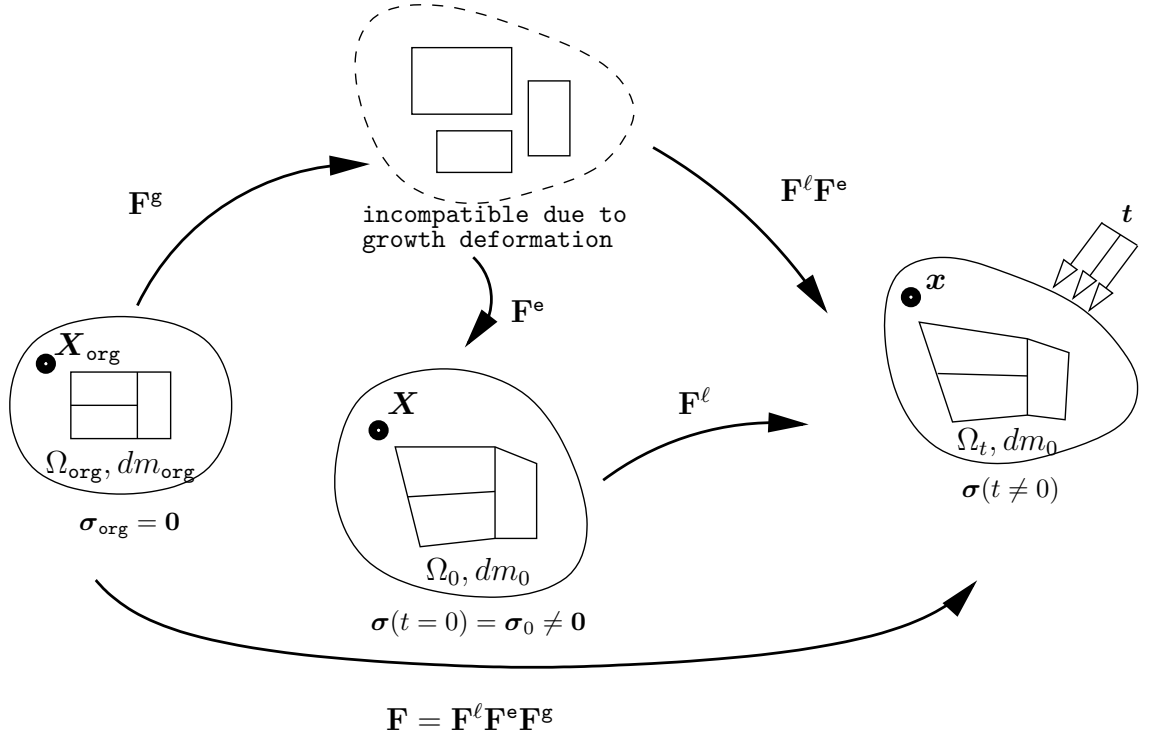 F^g
incompatible due to
growth deformation
F^ℓF^e
t
x
F^e
X_org
Ω_org, dm_org
σ_org = 0
X
F^ℓ
Ω_0, dm_0
σ(t = 0) = σ_0 ≠ 0
Ω_t, dm_0
σ(t ≠ 0)
F = F^ℓF^eF^g